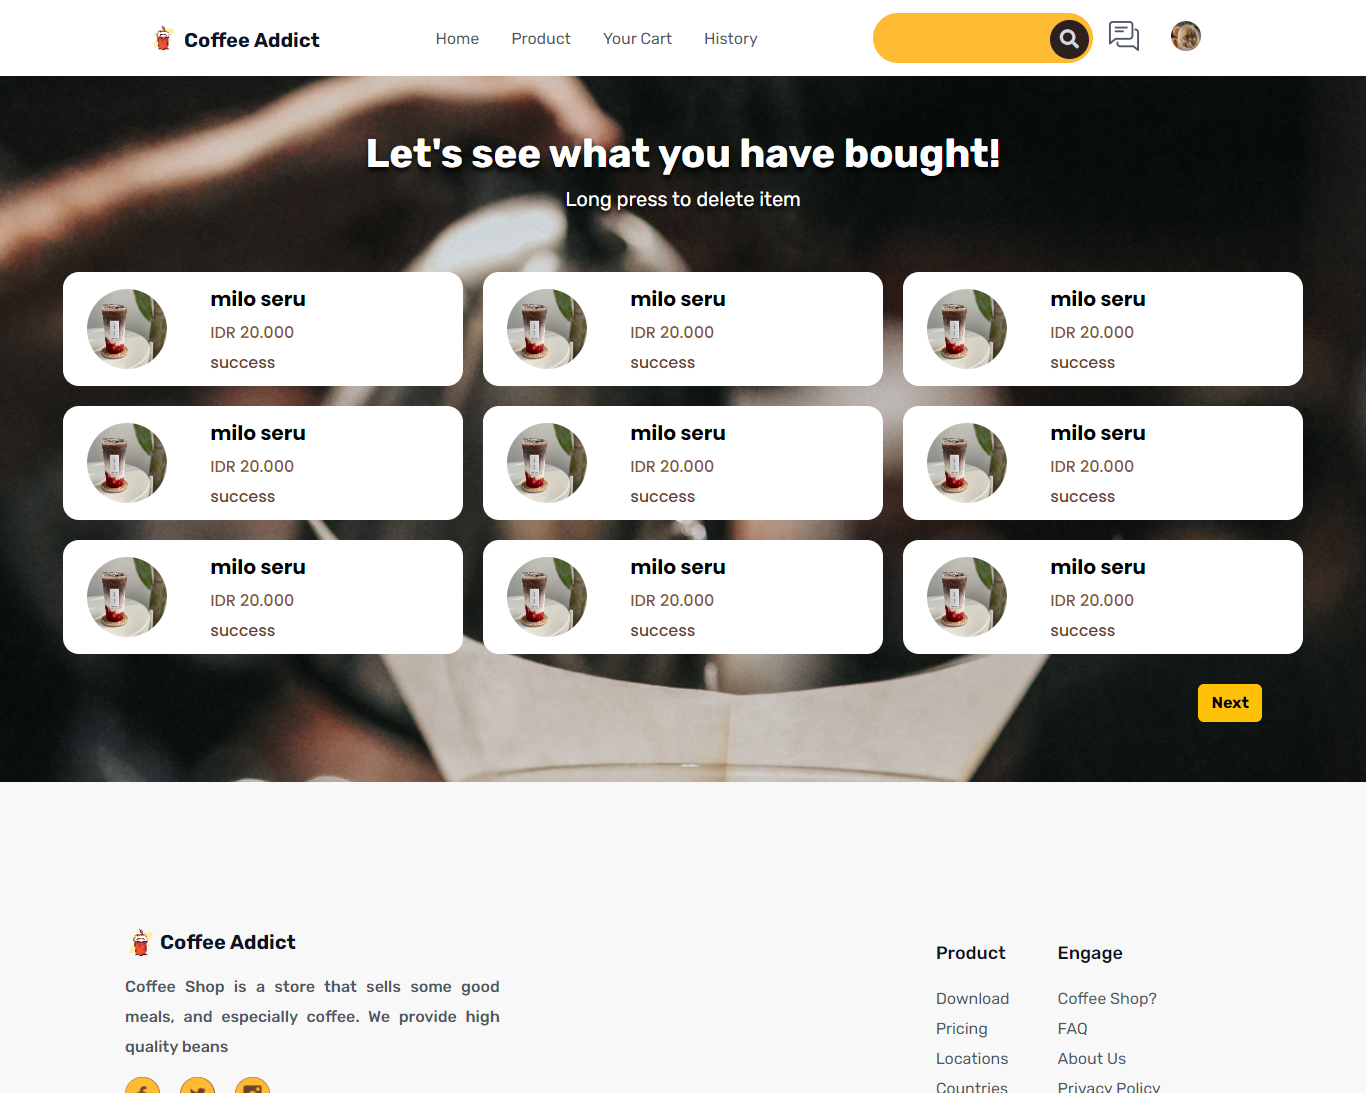 Coffee Addict
Home Product Your Cart History
Let's see what you have bought!
Long press to delete item
milo seru
IDR 20.000
success
milo seru
IDR 20.000
success
milo seru
IDR 20.000
success
milo seru
IDR 20.000
success
milo seru
IDR 20.000
success
milo seru
IDR 20.000
success
milo seru
IDR 20.000
success
milo seru
IDR 20.000
success
milo seru
IDR 20.000
success
Next
Coffee Addict
Coffee Shop is a store that sells some good
meals, and especially coffee. We provide high
quality beans
Product
Download
Pricing
Locations
Countries
Engage
Coffee Shop?
FAQ
About Us
Privacy Policy